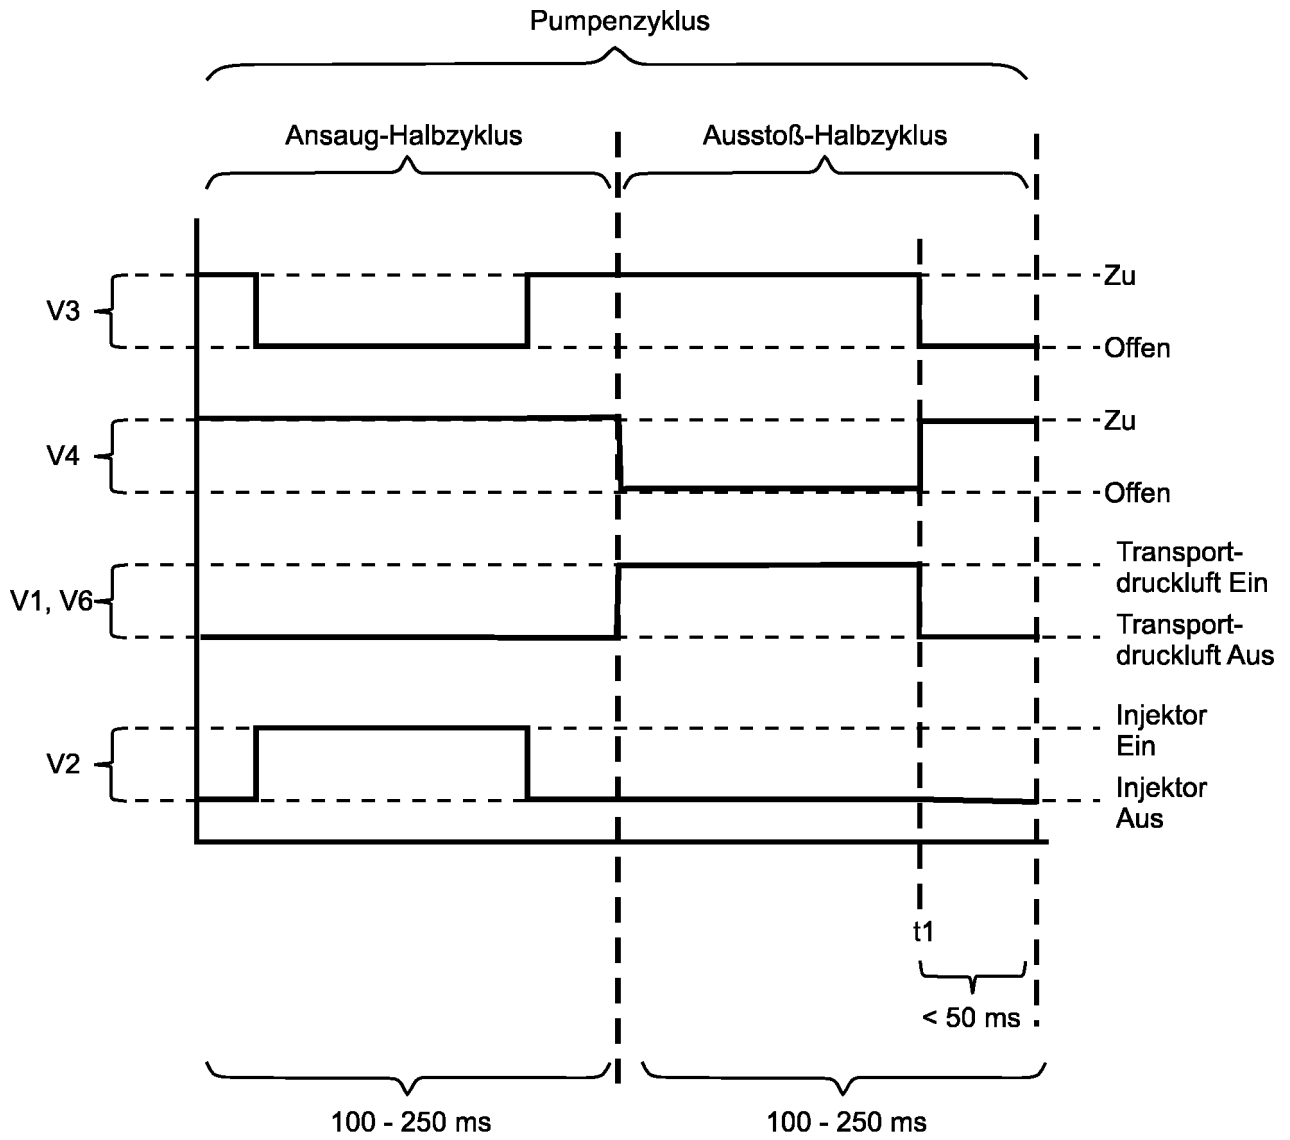 Pumpenzyklus
Ansaug-Halbzyklus
Ausstoß-Halbzyklus
V3
Zu
Offen
V4
Zu
Offen
V1, V6
Transport-
druckluft Ein
Transport-
druckluft Aus
V2
Injektor
Ein
Injektor
Aus
t1
< 50 ms
100 - 250 ms
100 - 250 ms